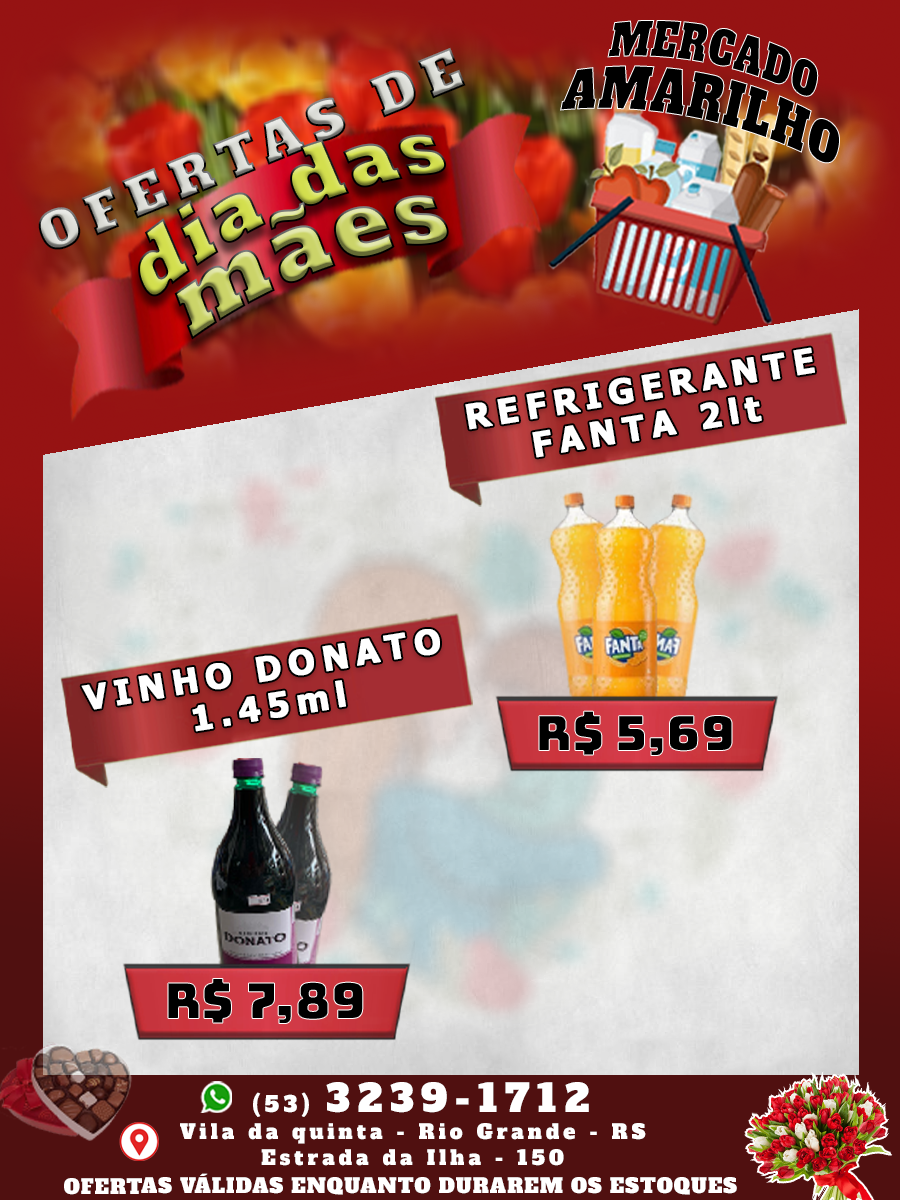 OFERTAS DE
dia das
mães
MERCADO
AMARILHO
REFRIGERANTE
FANTA 2lt
FANTA
R$ 5,69
VINHO DONATO
1.45ml
DONATO
R$ 7,89
(53) 3239-1712
Vila da quinta - Rio Grande - RS
Estrada da Ilha - 150
OFERTAS VÁLIDAS ENQUANTO DURAREM OS ESTOQUES